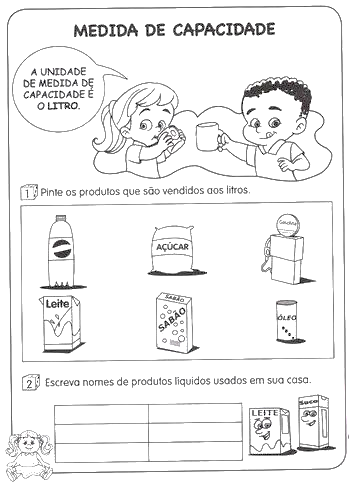 MEDIDA DE CAPACIDADE
A UNIDADE
DE MEDIDA DE
CAPACIDADE É
O LITRO.
1 Pinte os produtos que são vendidos aos litros.
AÇÚCAR
Gasolina
Leite
SABÃO
SABÃO
ÓLEO
2 Escreva nomes de produtos líquidos usados em sua casa.
LEITE
Suco